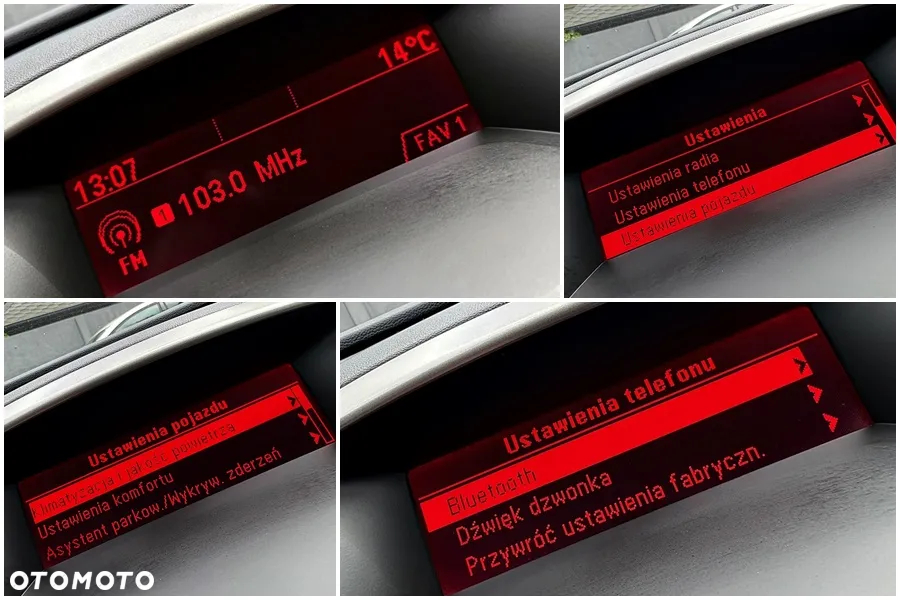 14°C
13:07
1 103.0 MHz
FAV 1
FM
Ustawienia
Ustawienia radia
Ustawienia telefonu
Ustawienia pojazdu
Ustawienia pojazdu
Klimatyzacja i jakość powietrza
Ustawienia komfortu
Asystent parkow./Wykryw. zderzeń
Ustawienia telefonu
Bluetooth
Dźwięk dzwonka
Przywróć ustawienia fabryczn.
OTOMOTO